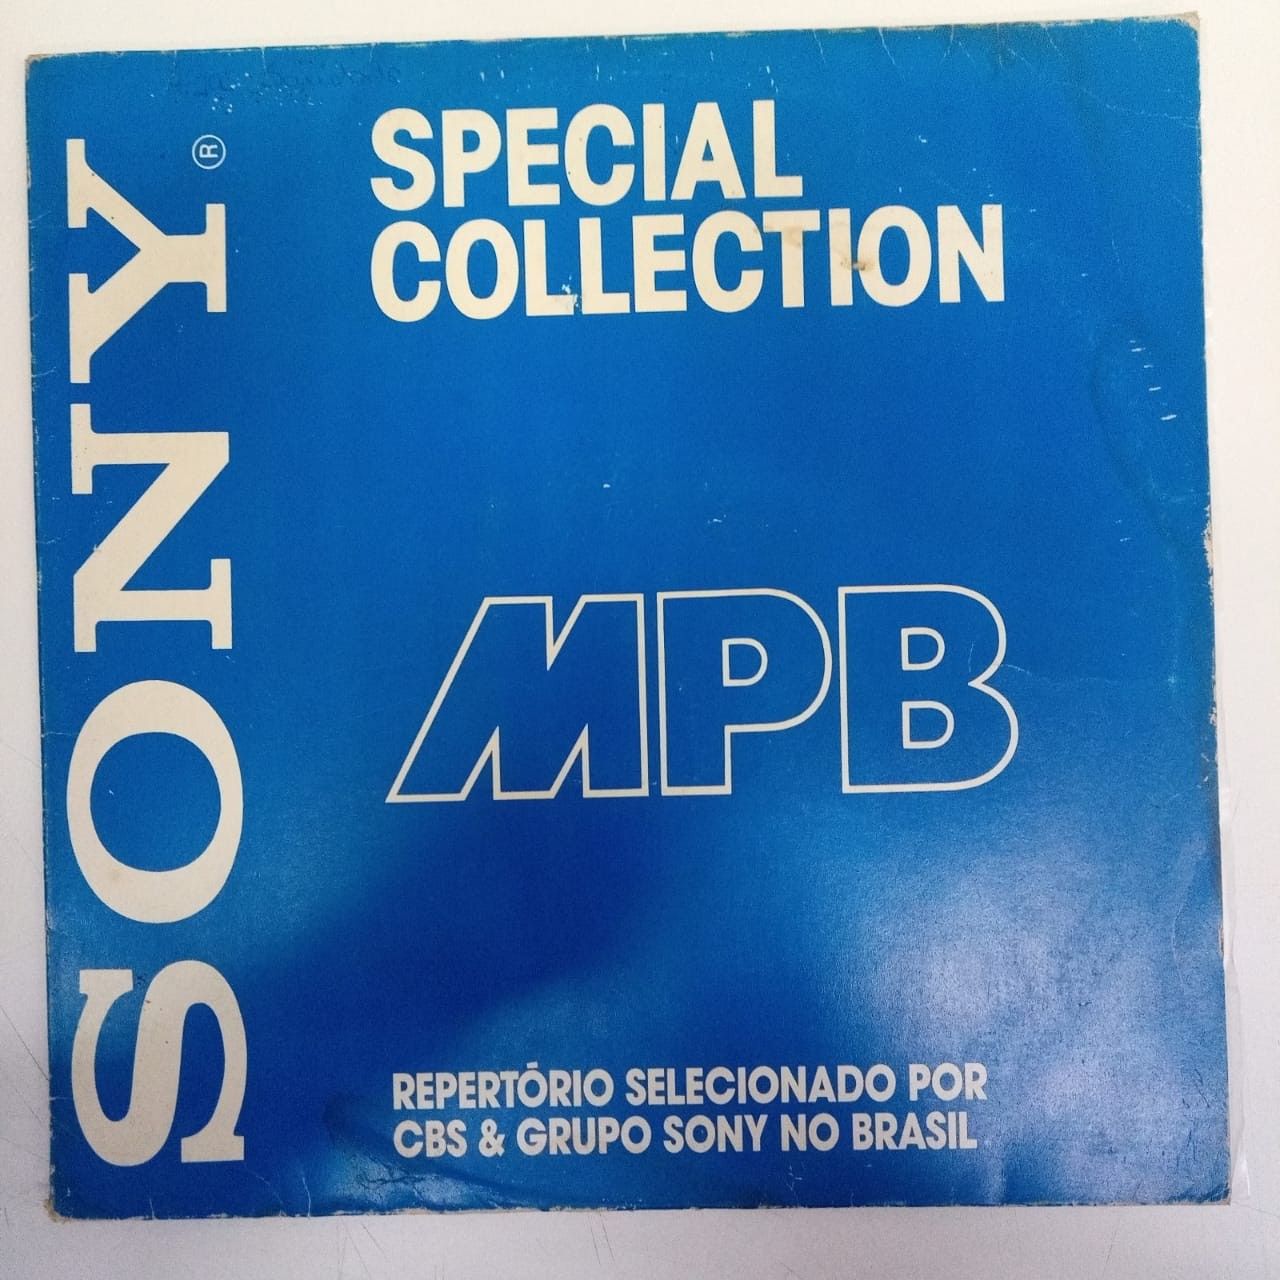 SONY®
SPECIAL
COLLECTION
MPB
REPERTÓRIO SELECIONADO POR
CBS & GRUPO SONY NO BRASIL